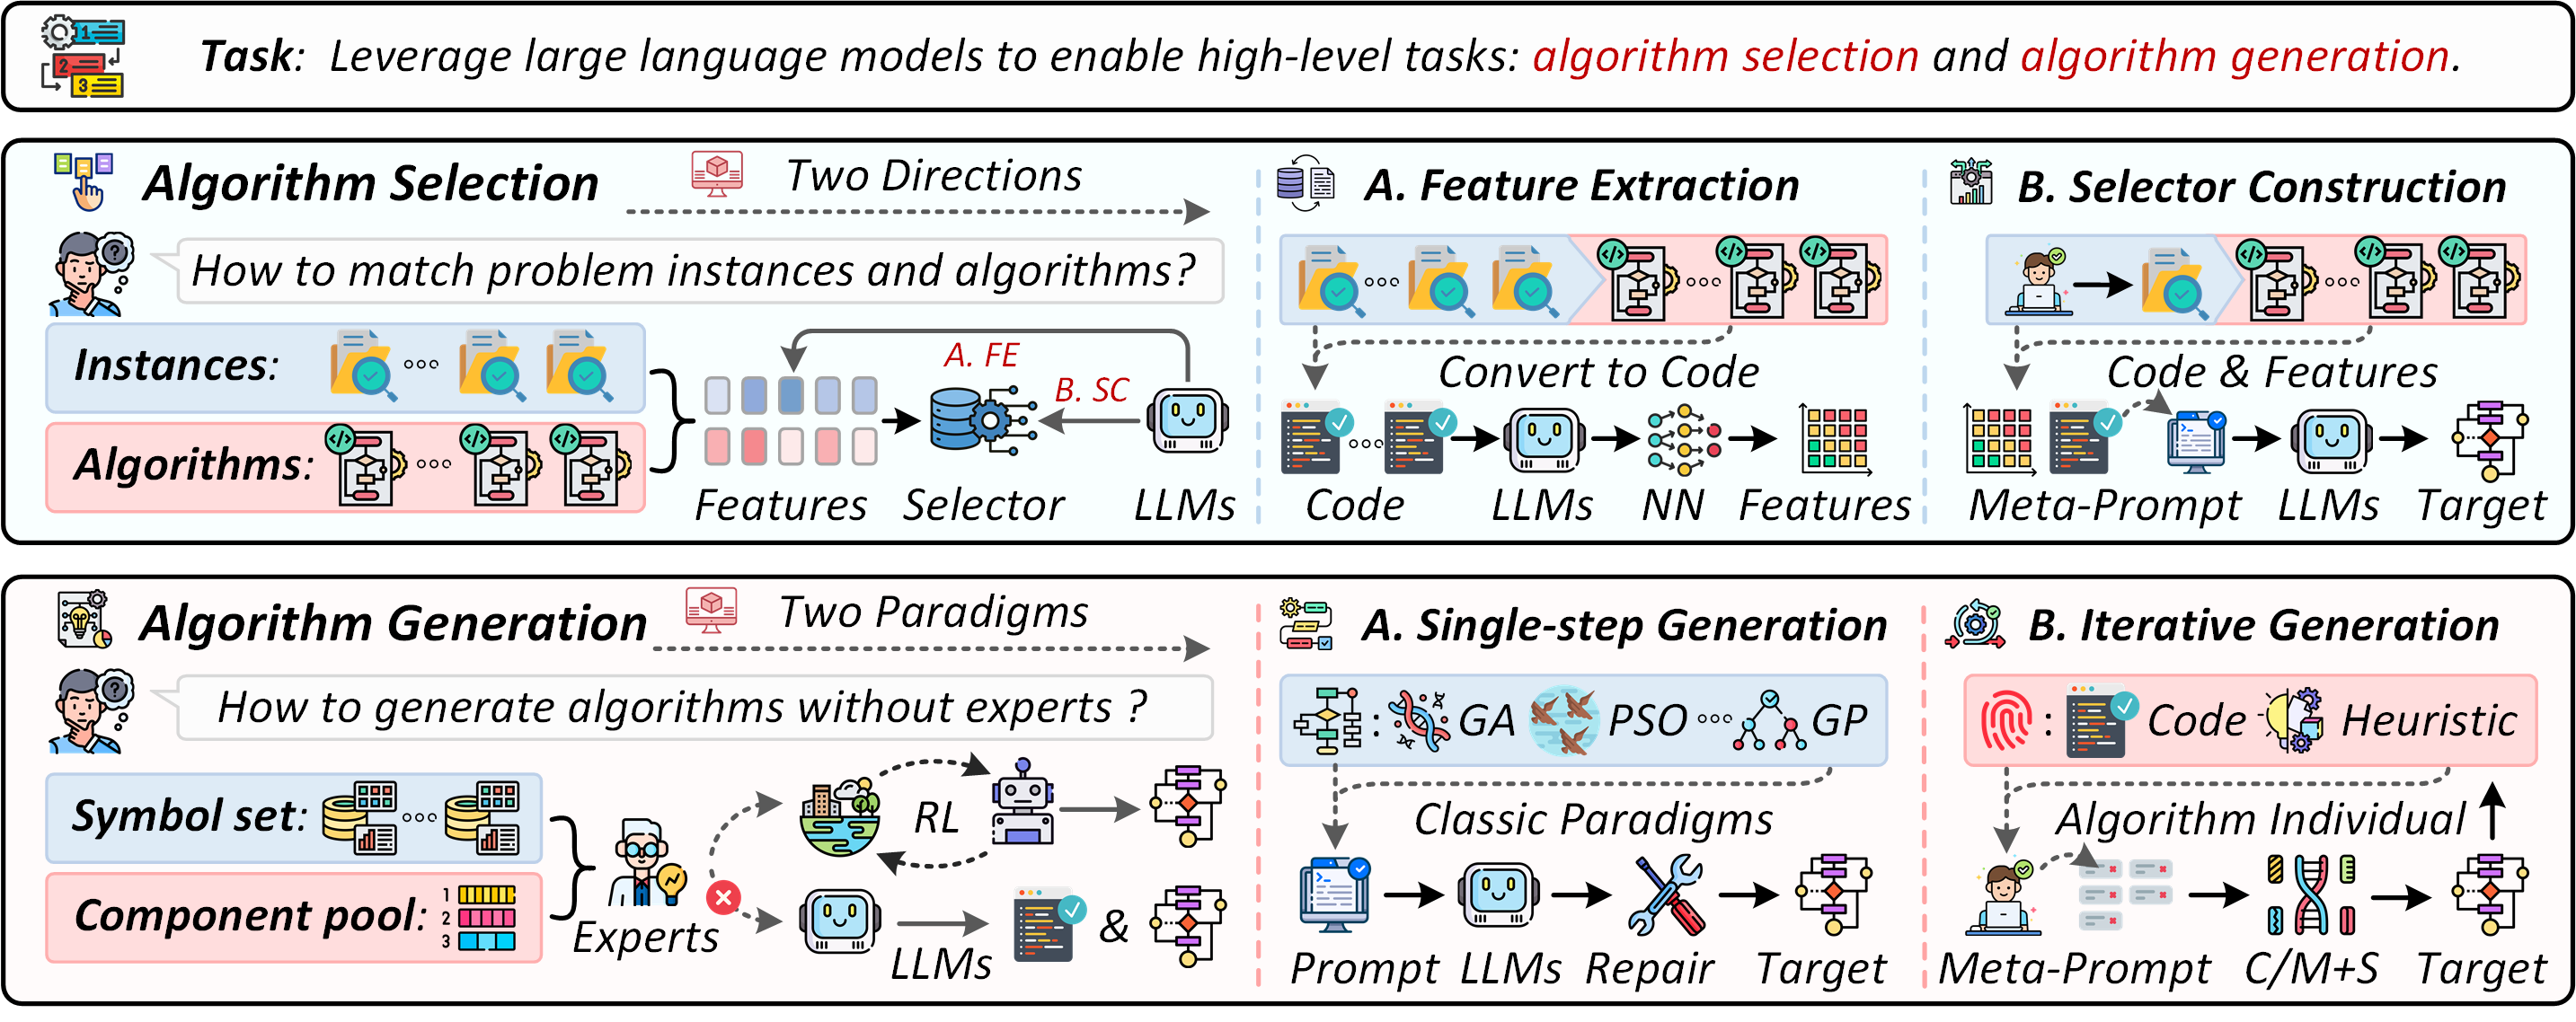 Task: Leverage large language models to enable high-level tasks: algorithm selection and algorithm generation.
Algorithm Selection
Two Directions
How to match problem instances and algorithms?
Instances:
Algorithms:
A. FE
B. SC
Features
Selector
LLMs
A. Feature Extraction
Convert to Code
Code
LLMs
NN
Features
B. Selector Construction
Code & Features
Meta-Prompt
LLMs
Target
Algorithm Generation
Two Paradigms
How to generate algorithms without experts ?
Symbol set:
Component pool:
1
2
3
Experts
RL
LLMs
&
A. Single-step Generation
: GA PSO GP
Classic Paradigms
Prompt
LLMs
Repair
Target
B. Iterative Generation
: Code Heuristic
Algorithm Individual
Meta-Prompt
C/M+S
Target